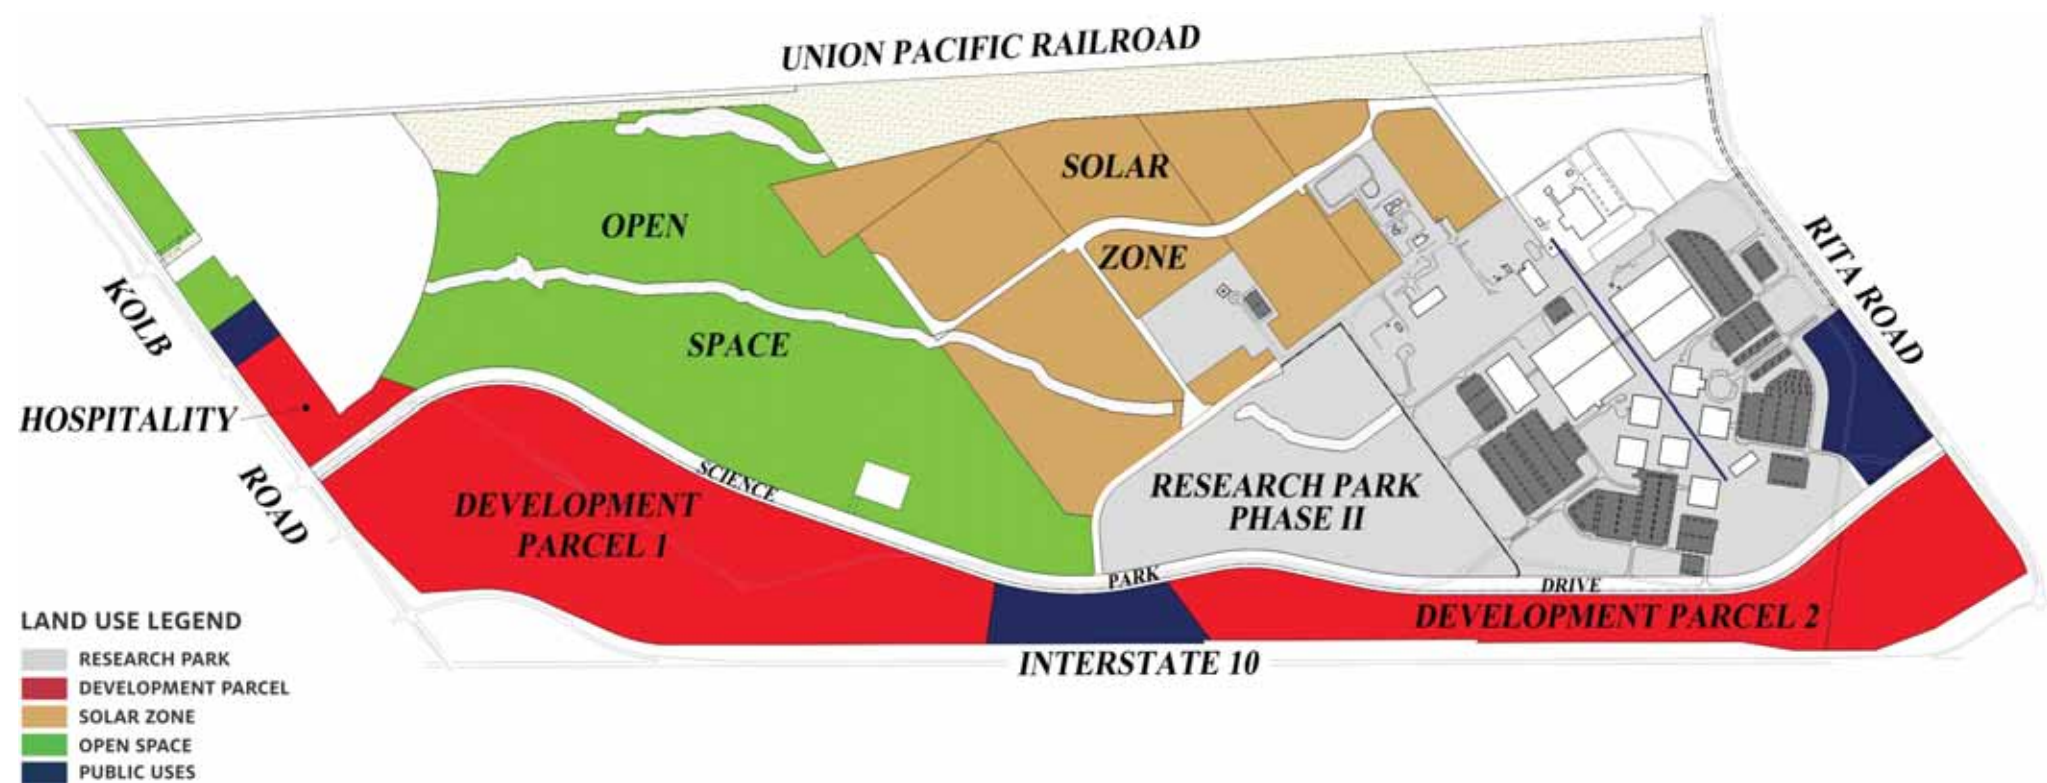 UNION PACIFIC RAILROAD
SOLAR
OPEN
ZONE
RITA ROAD
KOLB
SPACE
HOSPITALITY
ROAD
SCIENCE
DEVELOPMENT
PARCEL 1
RESEARCH PARK
PHASE II
PARK
DRIVE
DEVELOPMENT PARCEL 2
INTERSTATE 10
LAND USE LEGEND
RESEARCH PARK
DEVELOPMENT PARCEL
SOLAR ZONE
OPEN SPACE
PUBLIC USES